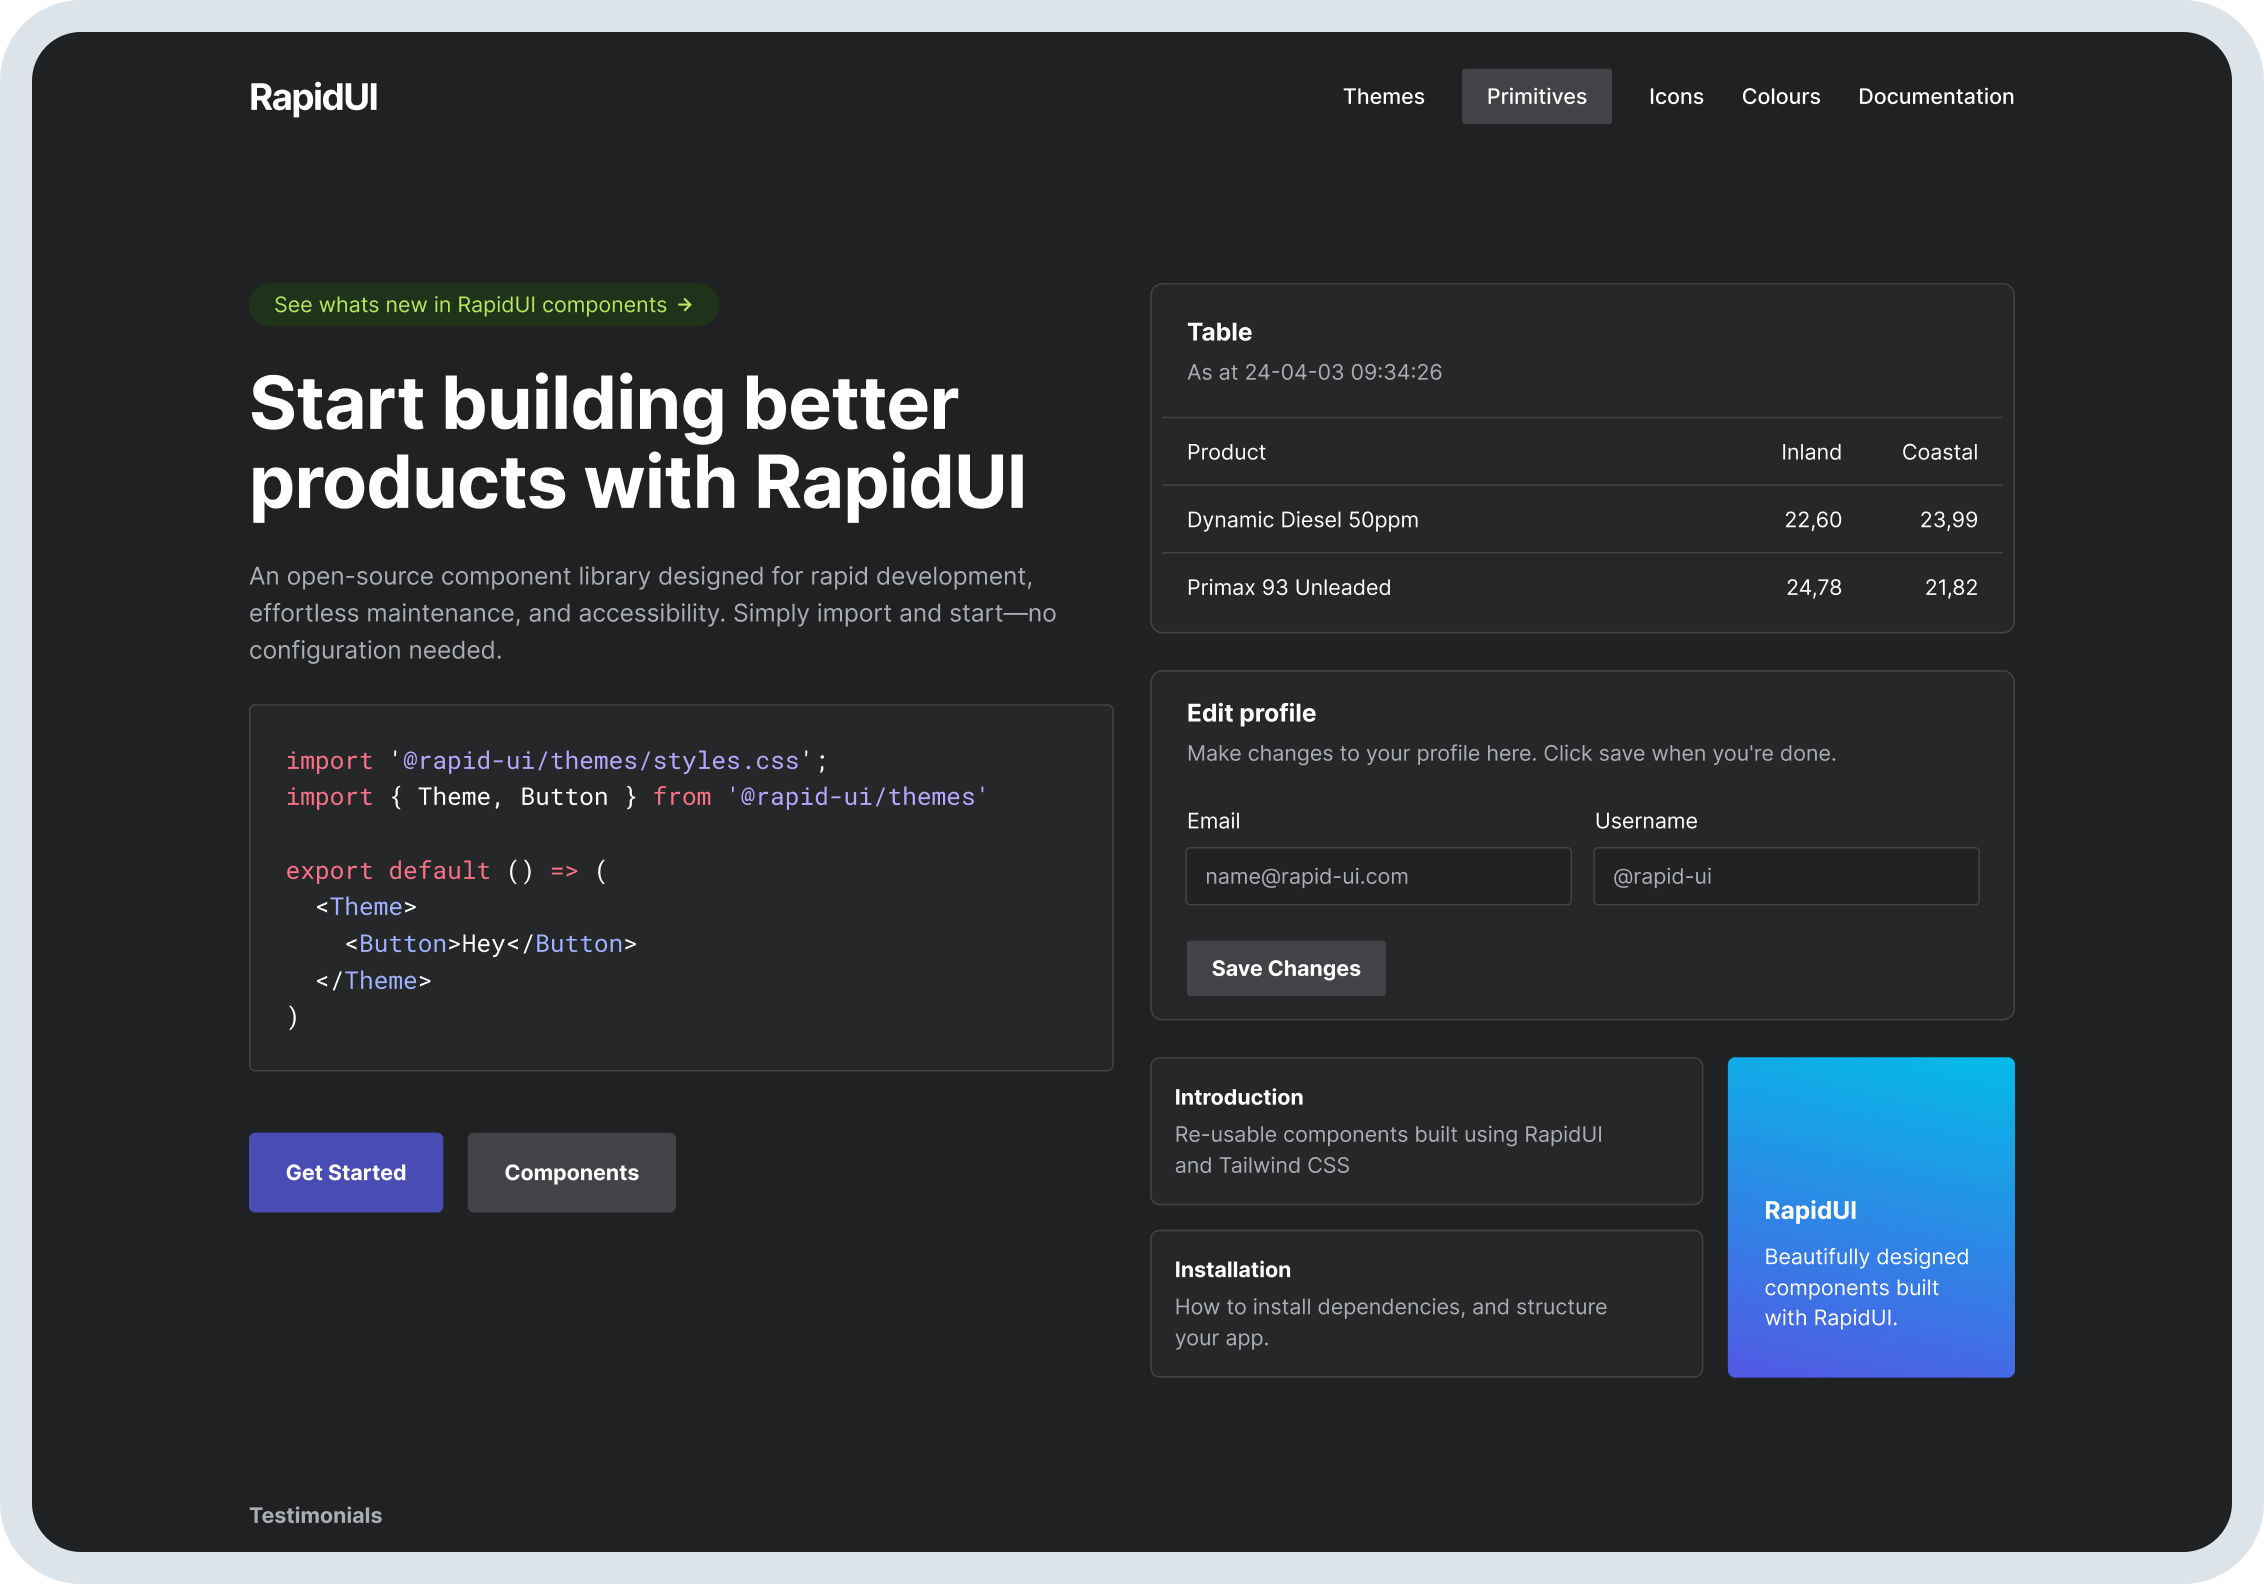 RapidUI
Themes Primitives Icons Colours Documentation
See whats new in RapidUI components →
Start building better
products with RapidUI
An open-source component library designed for rapid development,
effortless maintenance, and accessibility. Simply import and start—no
configuration needed.
import '@rapid-ui/themes/styles.css';
import { Theme, Button } from '@rapid-ui/themes'
export default () => (
<Theme>
<Button>Hey</Button>
</Theme>
)
Get Started Components
Table
As at 24-04-03 09:34:26
Product Inland Coastal
Dynamic Diesel 50ppm 22,60 23,99
Primax 93 Unleaded 24,78 21,82
Edit profile
Make changes to your profile here. Click save when you're done.
Email Username
name@rapid-ui.com @rapid-ui
Save Changes
Introduction
Re-usable components built using RapidUI
and Tailwind CSS
Installation
How to install dependencies, and structure
your app.
RapidUI
Beautifully designed
components built
with RapidUI.
Testimonials